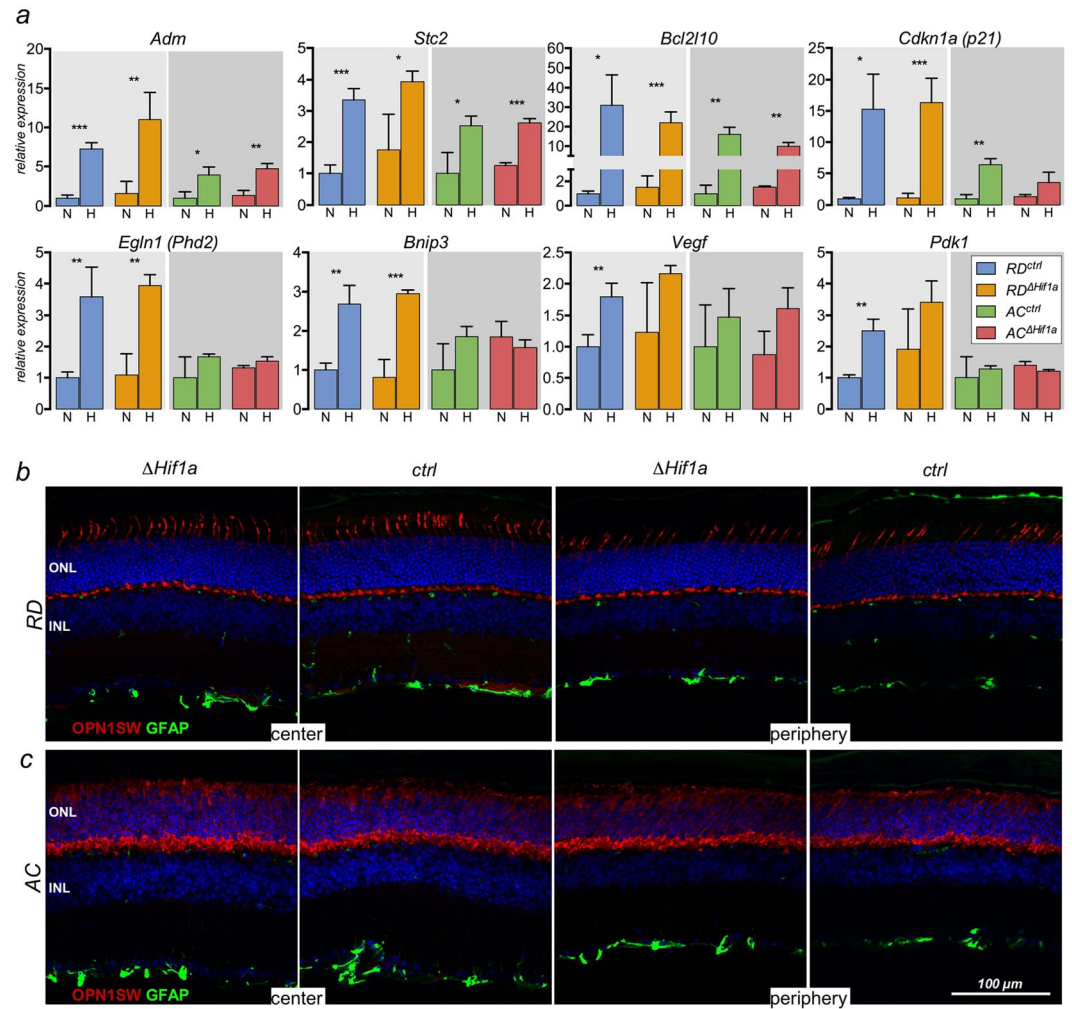 a
Adm
Stc2
Bcl2l10
Cdkn1a (p21)
relative expression
20
15
10
5
0
*** ** * **
N H N H N H N H
5
4
3
2
1
0
*** * * ***
N H N H N H N H
60
50
40
30
20
10
2
0
* *** ** **
N H N H N H N H
25
20
15
10
5
0
* *** **
N H N H N H N H
Egln1 (Phd2)
Bnip3
Vegf
Pdk1
relative expression
5
4
3
2
1
0
** **
N H N H N H N H
4
3
2
1
0
** ***
N H N H N H N H
2.5
2.0
1.5
1.0
0.5
0.0
**
N H N H N H N H
5
4
3
2
1
0
**
N H N H N H N H
RDctrl
RDΔHif1a
ACctrl
ACΔHif1a
b
ΔHif1a
ctrl
ΔHif1a
ctrl
RD
ONL
INL
OPN1SW GFAP
center
periphery
c
AC
ONL
INL
OPN1SW GFAP
center
periphery
100 µm